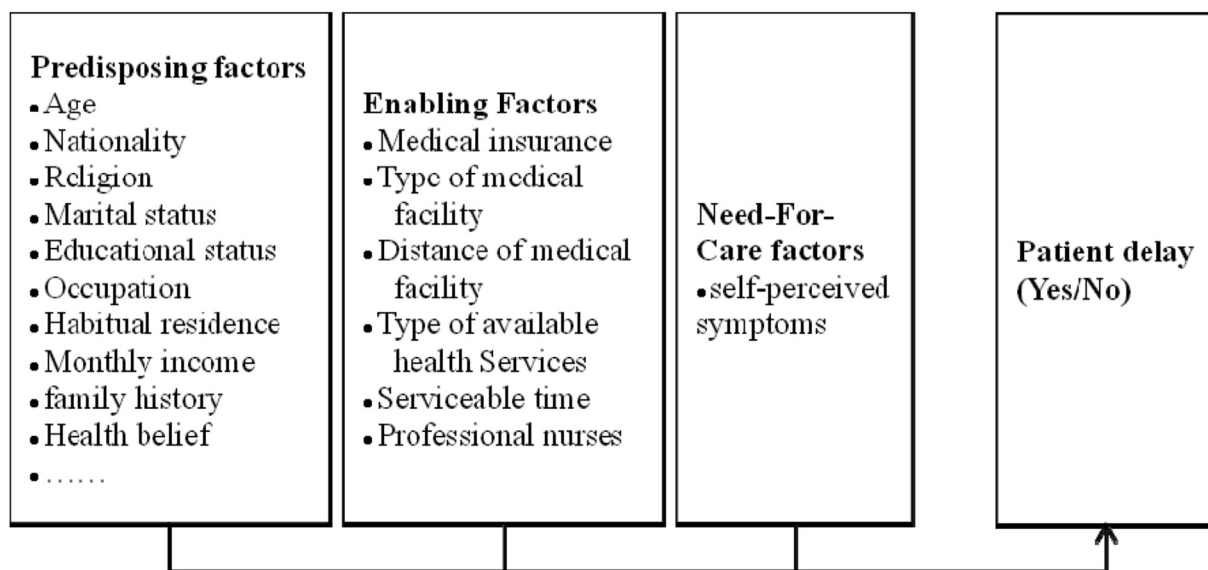 Predisposing factors
• Age
• Nationality
• Religion
• Marital status
• Educational status
• Occupation
• Habitual residence
• Monthly income
• family history
• Health belief
• ……
Enabling Factors
• Medical insurance
• Type of medical
facility
• Distance of medical
facility
• Type of available
health Services
• Serviceable time
• Professional nurses
Need-For-
Care factors
• self-perceived
symptoms
Patient delay
(Yes/No)